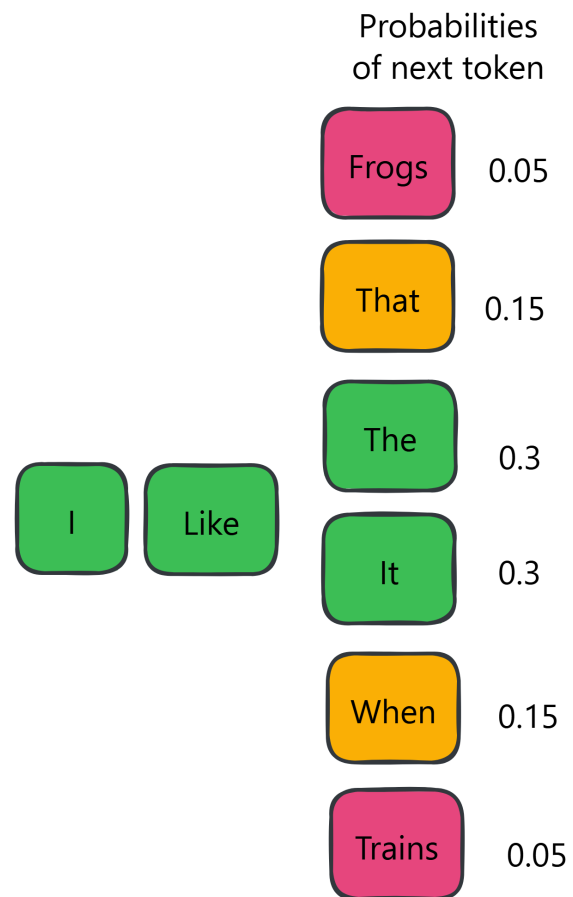 Probabilities
of next token
Frogs 0.05
That 0.15
The 0.3
I Like
It 0.3
When 0.15
Trains 0.05